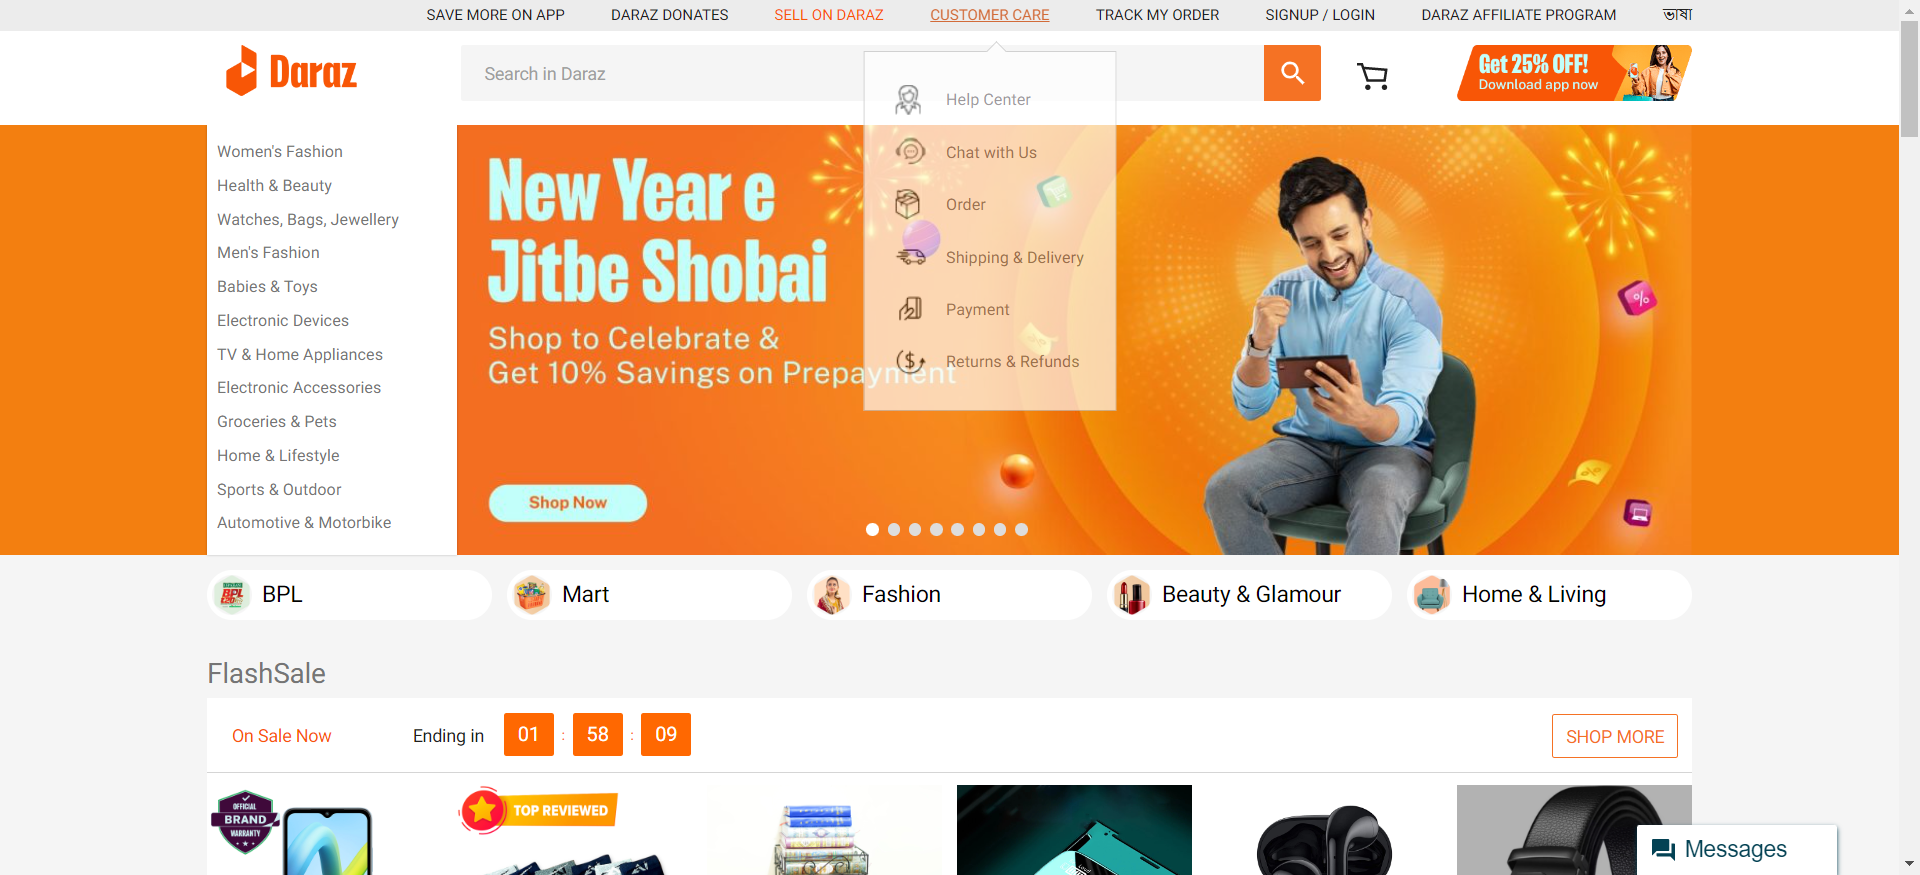 SAVE MORE ON APP
DARAZ DONATES
SELL ON DARAZ
CUSTOMER CARE
TRACK MY ORDER
SIGNUP / LOGIN
DARAZ AFFILIATE PROGRAM
ভাষা
Daraz
Search in Daraz
Get 25% OFF!
Download app now
Help Center
Chat with Us
Order
Shipping & Delivery
Payment
Returns & Refunds
Women's Fashion
Health & Beauty
Watches, Bags, Jewellery
Men's Fashion
Babies & Toys
Electronic Devices
TV & Home Appliances
Electronic Accessories
Groceries & Pets
Home & Lifestyle
Sports & Outdoor
Automotive & Motorbike
New Year e
Jitbe Shobai
Shop to Celebrate &
Get 10% Savings on Prepayment
Shop Now
BPL
Mart
Fashion
Beauty & Glamour
Home & Living
FlashSale
On Sale Now
Ending in 01 : 58 : 09
SHOP MORE
OFFICIAL
BRAND
WARRANTY
TOP REVIEWED
Messages